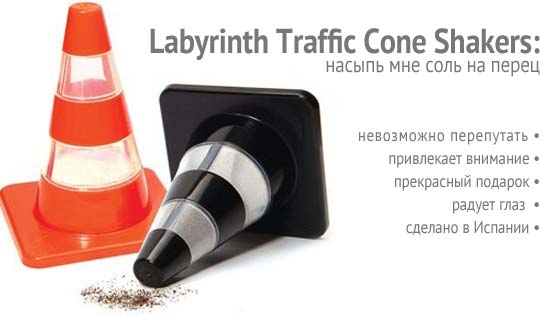 Labyrinth Traffic Cone Shakers:
насыпь мне соль на перец
невозможно перепутать •
привлекает внимание •
прекрасный подарок •
радует глаз •
сделано в Испании •